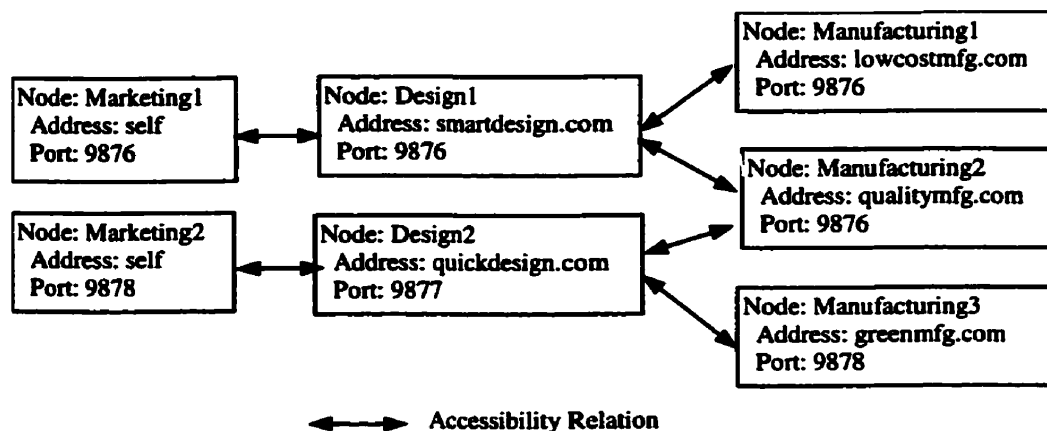 Node: Marketing1
Address: self
Port: 9876
Node: Design1
Address: smartdesign.com
Port: 9876
Node: Manufacturing1
Address: lowcostmfg.com
Port: 9876
Node: Manufacturing2
Address: qualitymfg.com
Port: 9876
Node: Marketing2
Address: self
Port: 9878
Node: Design2
Address: quickdesign.com
Port: 9877
Node: Manufacturing3
Address: greenmfg.com
Port: 9878
Accessibility Relation